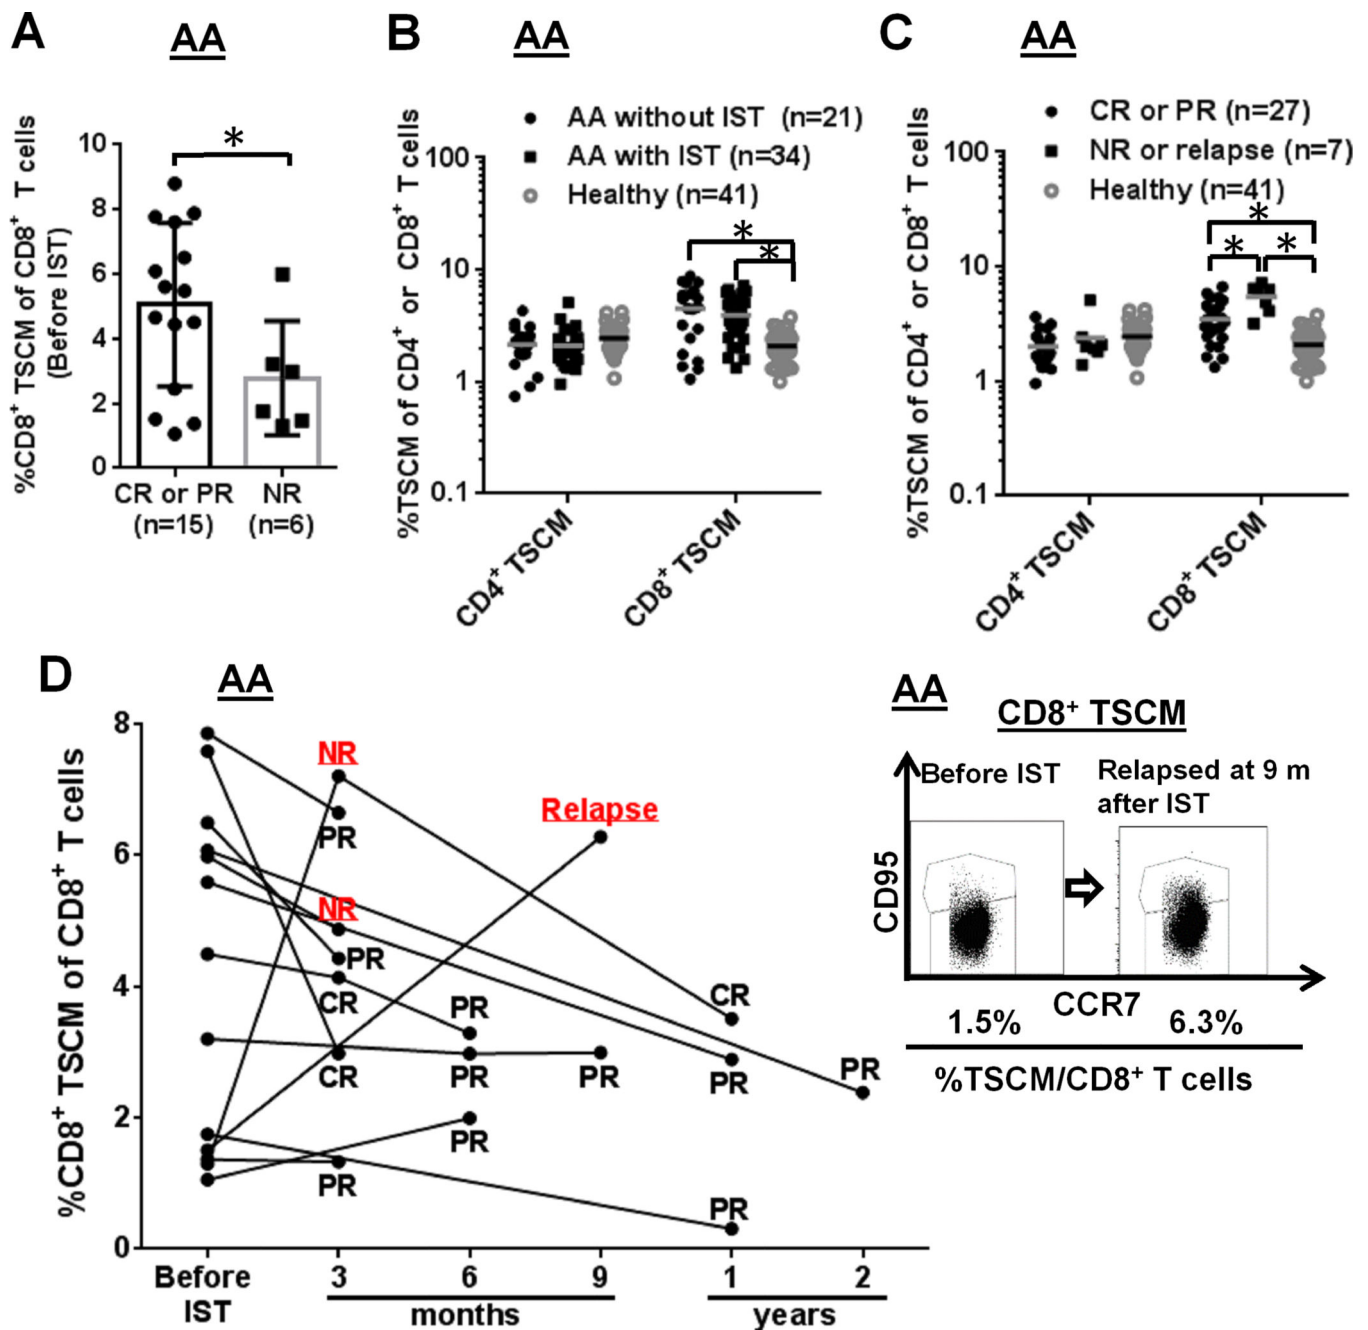 A
AA
%CD8⁺ TSCM of CD8⁺ T cells
(Before IST)
10
8
6
4
2
0
*
CR or PR
(n=15)
NR
(n=6)
B
AA
AA without IST (n=21)
AA with IST (n=34)
Healthy (n=41)
%TSCM of CD4⁺ or CD8⁺ T cells
100
10
1
0.1
*
*
CD4⁺ TSCM
CD8⁺ TSCM
C
AA
CR or PR (n=27)
NR or relapse (n=7)
Healthy (n=41)
%TSCM of CD4⁺ or CD8⁺ T cells
100
10
1
0.1
*
*
*
CD4⁺ TSCM
CD8⁺ TSCM
D
AA
%CD8⁺ TSCM of CD8⁺ T cells
8
6
4
2
0
NR
PR
NR
PR
CR
CR
PR
Relapse
PR
PR
PR
PR
CR
PR
PR
PR
Before
IST
3
6
9
1
2
months
years
AA
CD8⁺ TSCM
Before IST
Relapsed at 9 m
after IST
CD95
CCR7
1.5%
6.3%
%TSCM/CD8⁺ T cells